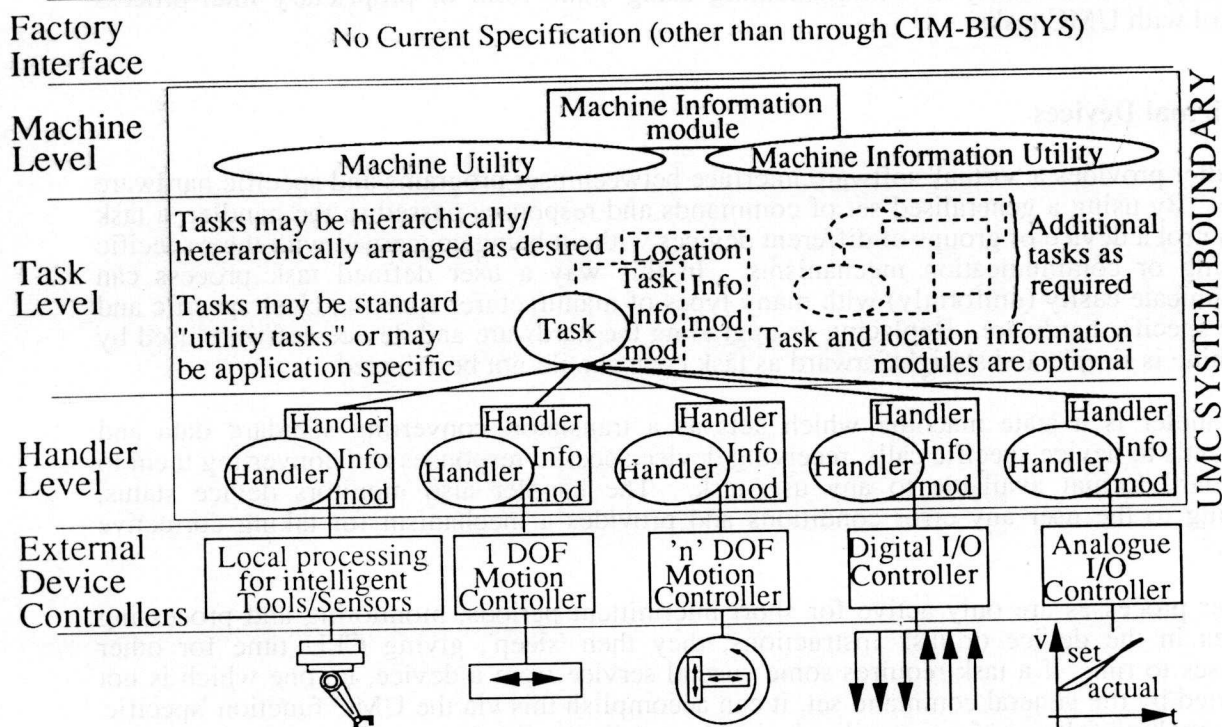 Factory
Interface
No Current Specification (other than through CIM-BIOSYS)
Machine
Level
Machine Information
module
Machine Utility
Machine Information Utility
UMC SYSTEM BOUNDARY
Task
Level
Tasks may be hierarchically/
heterarchically arranged as desired
Tasks may be standard
"utility tasks" or may
be application specific
Location
Task Info
Info mod
mod
Task
Additional
tasks as
required
Task and location information
modules are optional
Handler
Level
Handler
Info
mod
Handler
Handler
Info
mod
Handler
Handler
Info
mod
Handler
Handler
Info
mod
Handler
Handler
Info
mod
Handler
External
Device
Controllers
Local processing
for intelligent
Tools/Sensors
1 DOF
Motion
Controller
'n' DOF
Motion
Controller
Digital I/O
Controller
Analogue
I/O
Controller
set
actual